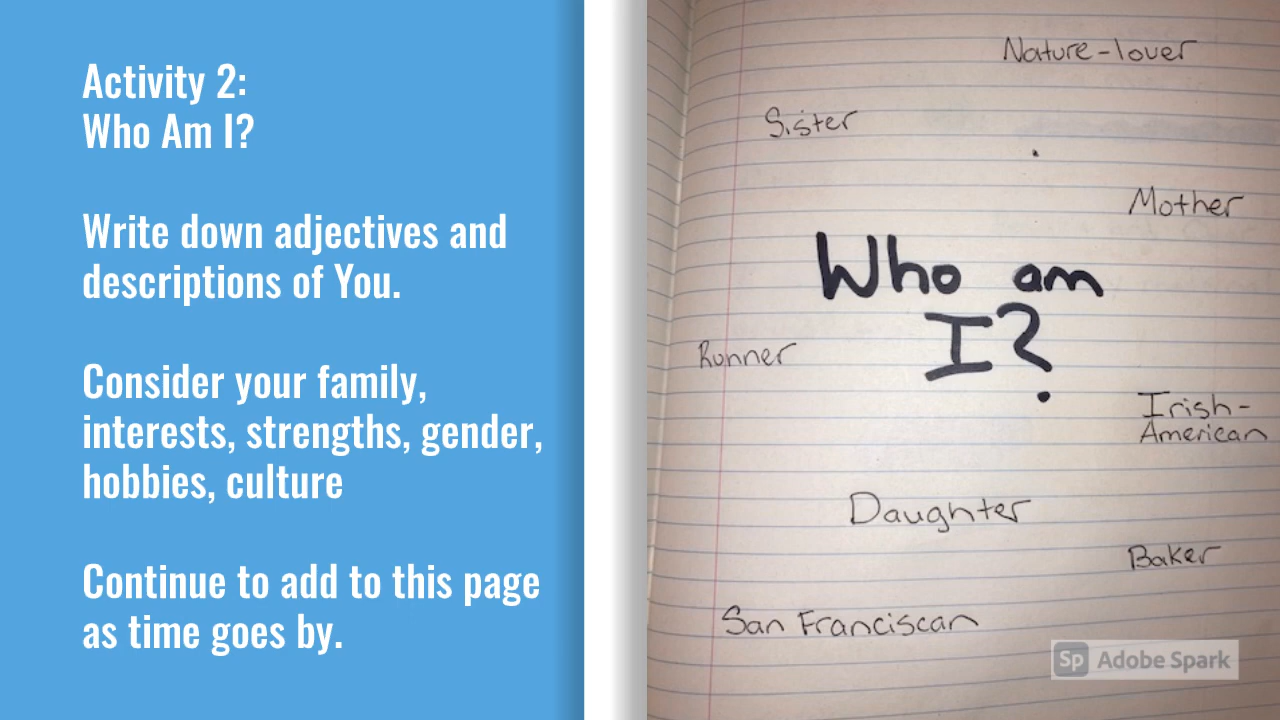 Activity 2:
Who Am I?
Write down adjectives and
descriptions of You.
Consider your family,
interests, strengths, gender,
hobbies, culture
Continue to add to this page
as time goes by.
Nature-lover
Sister
Mother
Who am
I?
Runner
Irish-
American
Daughter
Baker
San Franciscan
Sp Adobe Spark